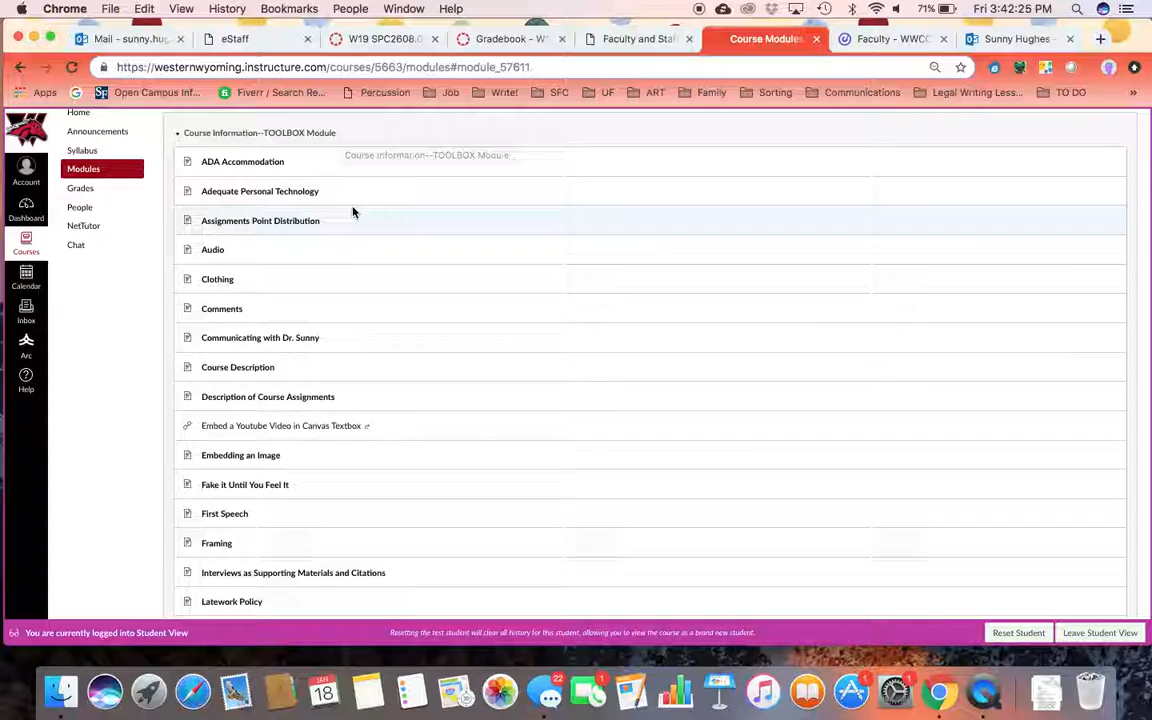 Chrome File Edit View History Bookmarks People Window Help 71% Fri 3:42:25 PM
Mail - sunny.hug eStaff W19 SPC2608.0 Gradebook - W1 Faculty and Staf Course Modules Faculty - WWCC Sunny Hughes -
https://westernwyoming.instructure.com/courses/5663/modules#module_57611
Apps Open Campus Inf... Fiverr / Search Re... Percussion Job Write! SFC UF ART Family Sorting Communications Legal Writing Less... TO DO »
Home
Announcements
Syllabus
Modules
Grades
People
NetTutor
Chat
Account
Dashboard
Courses
Calendar
Inbox
Arc
Help
Course Information--TOOLBOX Module
Course Information--TOOLBOX Module
ADA Accommodation
Adequate Personal Technology
Assignments Point Distribution
Audio
Clothing
Comments
Communicating with Dr. Sunny
Course Description
Description of Course Assignments
Embed a Youtube Video in Canvas Textbox
Embedding an Image
Fake it Until You Feel It
First Speech
Framing
Interviews as Supporting Materials and Citations
Latework Policy
You are currently logged into Student View
Resetting the test student will clear all history for this student, allowing you to view the course as a brand new student.
Reset Student Leave Student View
JAN
18
22
1
1
1